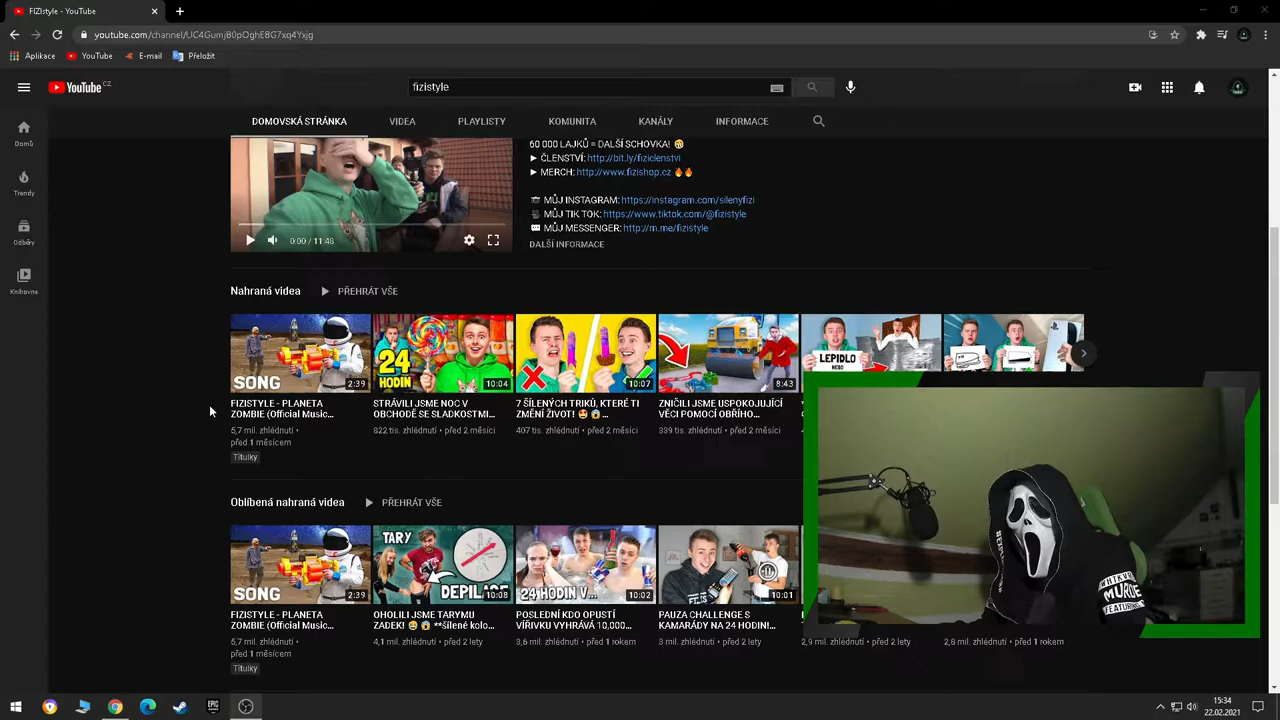 FIZIstyle - YouTube
youtube.com/channel/UC4GumjB0pOghE8G7xq4Yxjg
Aplikace
YouTube
E-mail
Přeložit
YouTube CZ
fizistyle
DOMOVSKÁ STRÁNKA
VIDEA
PLAYLISTY
KOMUNITA
KANÁLY
INFORMACE
Domů
Trendy
Odběry
Knihovna
0:00 / 11:48
60 000 LAJKŮ = DALŠÍ SCHOVKA! 🤫
► ČLENSTVÍ: http://bit.ly/fiziclenstvi
► MERCH: http://www.fizishop.cz 🔥🔥
MŮJ INSTAGRAM: https://instagram.com/silenyfizi
MŮJ TIK TOK: https://www.tiktok.com/@fizistyle
MŮJ MESSENGER: http://m.me/fizistyle
DALŠÍ INFORMACE
Nahraná videa
PŘEHRÁT VŠE
SONG
2:39
24
HODIN
10:04
10:07
8:43
LEPIDLO
NEBO
FIZISTYLE - PLANETA
ZOMBIE (Official Music...
5,7 mil. zhlédnutí •
před 1 měsícem
Titulky
STRÁVILI JSME NOC V
OBCHODĚ SE SLADKOSTMI...
822 tis. zhlédnutí • před 2 měsíci
7 ŠÍLENÝCH TRIKŮ, KTERÉ TI
ZMĚNÍ ŽIVOT! 🤩 😱...
407 tis. zhlédnutí • před 2 měsíci
ZNIČILI JSME USPOKOJUJÍCÍ
VĚCI POMOCÍ OBŘÍHO...
339 tis. zhlédnutí • před 2 měsíci
Oblíbená nahraná videa
PŘEHRÁT VŠE
SONG
2:39
TARY
DEPILACE
10:08
24 HODIN V...
10:02
10:01
FIZISTYLE - PLANETA
ZOMBIE (Official Music...
5,7 mil. zhlédnutí •
před 1 měsícem
Titulky
OHOLILI JSME TARYMU
ZADEK! 😅 😱 **šílené kolo...
4,1 mil. zhlédnutí • před 2 lety
POSLEDNÍ KDO OPUSTÍ
VÍŘIVKU VYHRÁVÁ 10,000...
3,6 mil. zhlédnutí • před 1 rokem
PAUZA CHALLENGE S
KAMARÁDY NA 24 HODIN!...
3 mil. zhlédnutí • před 2 lety
2,9 mil. zhlédnutí • před 2 lety
2,8 mil. zhlédnutí • před 1 rokem
MURDE
FEATURING
15:34
22.02.2021